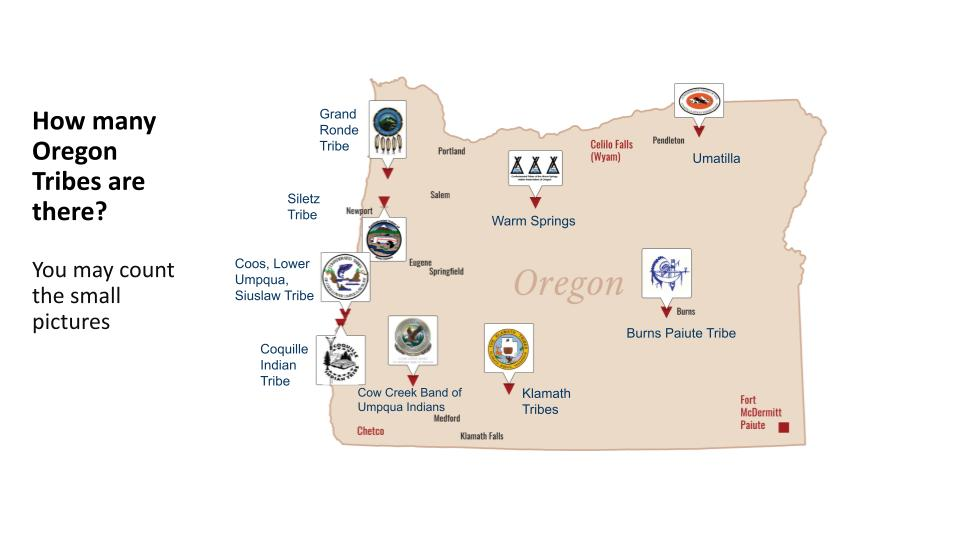 How many
Oregon
Tribes are
there?
You may count
the small
pictures
Grand
Ronde
Tribe
Portland
Celilo Falls
(Wyam)
Pendleton
Umatilla
Siletz
Tribe
Salem
Newport
Warm Springs
Coos, Lower
Umpqua,
Siuslaw Tribe
Eugene
Springfield
Oregon
Burns
Burns Paiute Tribe
Coquille
Indian
Tribe
Cow Creek Band of
Umpqua Indians
Klamath
Tribes
Medford
Chetco
Klamath Falls
Fort
McDermitt
Paiute